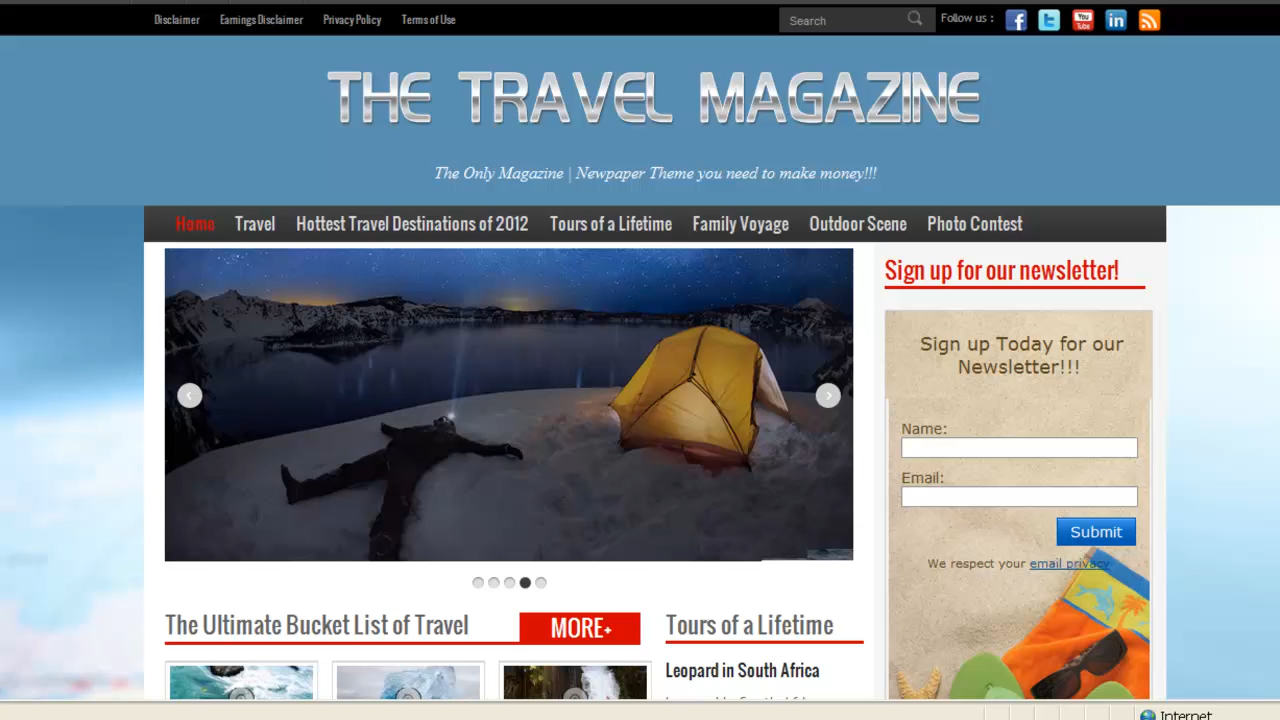 Disclaimer Earnings Disclaimer Privacy Policy Terms of Use Search Follow us :
THE TRAVEL MAGAZINE
The Only Magazine | Newpaper Theme you need to make money!!!
Home Travel Hottest Travel Destinations of 2012 Tours of a Lifetime Family Voyage Outdoor Scene Photo Contest
Sign up for our newsletter!
Sign up Today for our
Newsletter!!!
Name:
Email:
Submit
We respect your email privacy
The Ultimate Bucket List of Travel MORE+ Tours of a Lifetime
Leopard in South Africa
Internet